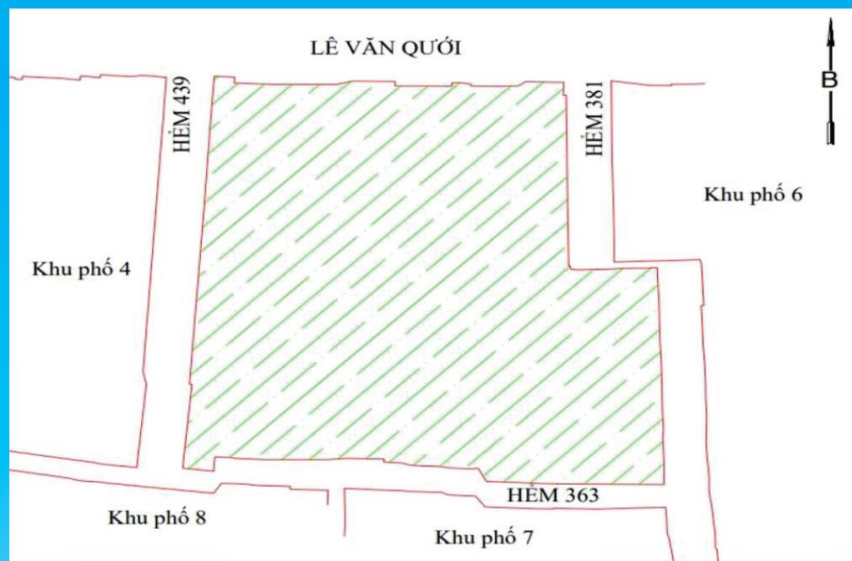 LÊ VĂN QƯỚI
B
HẺM 439
HẺM 381
Khu phố 6
Khu phố 4
HẺM 363
Khu phố 8
Khu phố 7